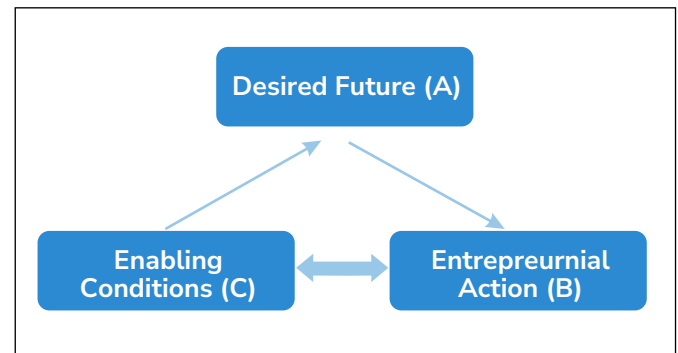 Desired Future (A)
Enabling
Conditions (C)
Entrepreurnial
Action (B)